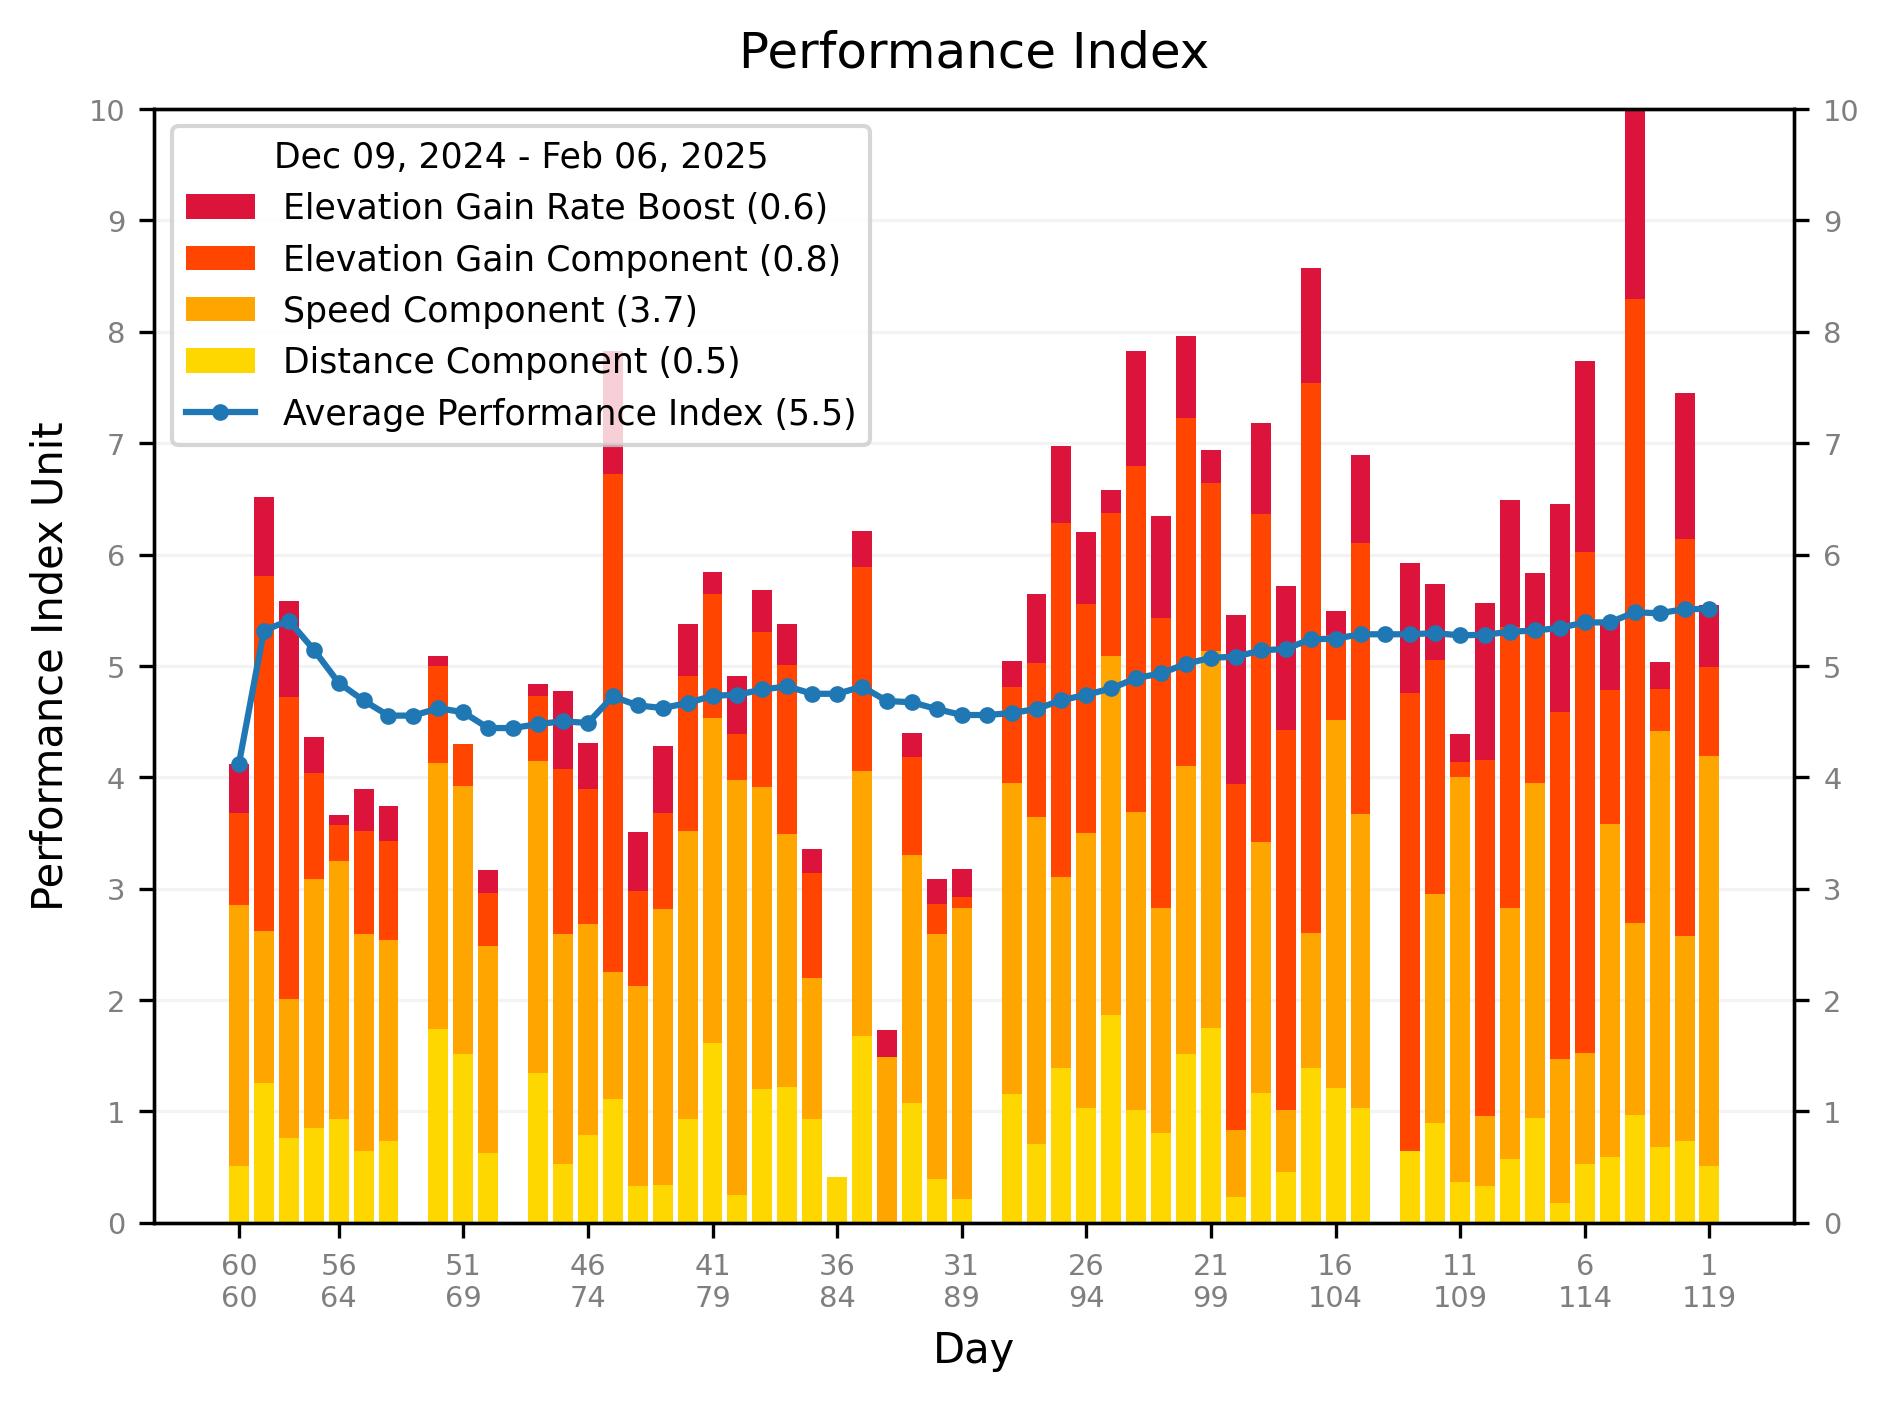 Performance Index
Dec 09, 2024 - Feb 06, 2025
Elevation Gain Rate Boost (0.6)
Elevation Gain Component (0.8)
Speed Component (3.7)
Distance Component (0.5)
Average Performance Index (5.5)
Performance Index Unit
10 10
9 9
8 8
7 7
6 6
5 5
4 4
3 3
2 2
1 1
0 0
60 56 51 46 41 36 31 26 21 16 11 6 1
60 64 69 74 79 84 89 94 99 104 109 114 119
Day